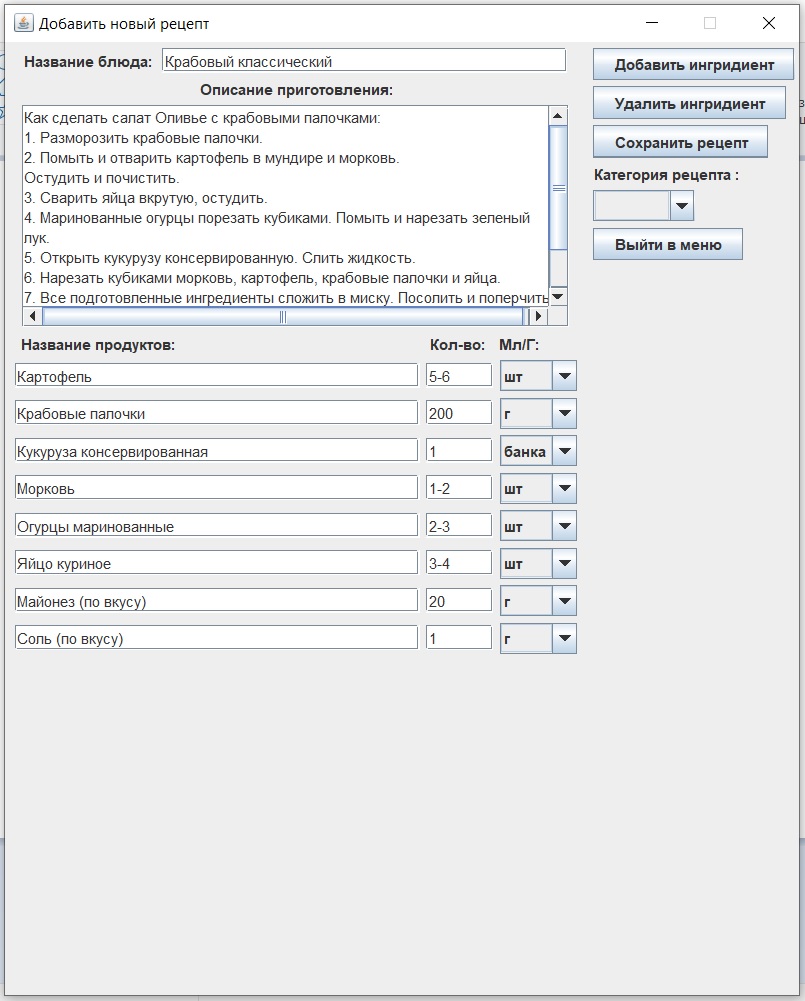 Добавить новый рецепт
Название блюда: Крабовый классический
Добавить ингридиент
Описание приготовления:
Удалить ингридиент
Как сделать салат Оливье с крабовыми палочками:
1. Разморозить крабовые палочки.
Сохранить рецепт
2. Помыть и отварить картофель в мундире и морковь.
Остудить и почистить.
Категория рецепта :
3. Сварить яйца вкрутую, остудить.
4. Маринованные огурцы порезать кубиками. Помыть и нарезать зеленый
лук.
Выйти в меню
5. Открыть кукурузу консервированную. Слить жидкость.
6. Нарезать кубиками морковь, картофель, крабовые палочки и яйца.
7. Все подготовленные ингредиенты сложить в миску. Посолить и поперчить
Название продуктов: Кол-во: Мл/Г:
Картофель 5-6 шт
Крабовые папочки 200 г
Кукуруза консервированная 1 банка
Морковь 1-2 шт
Огурцы маринованные 2-3 шт
Яйцо куриное 3-4 шт
Майонез (по вкусу) 20 г
Соль (по вкусу) 1 г